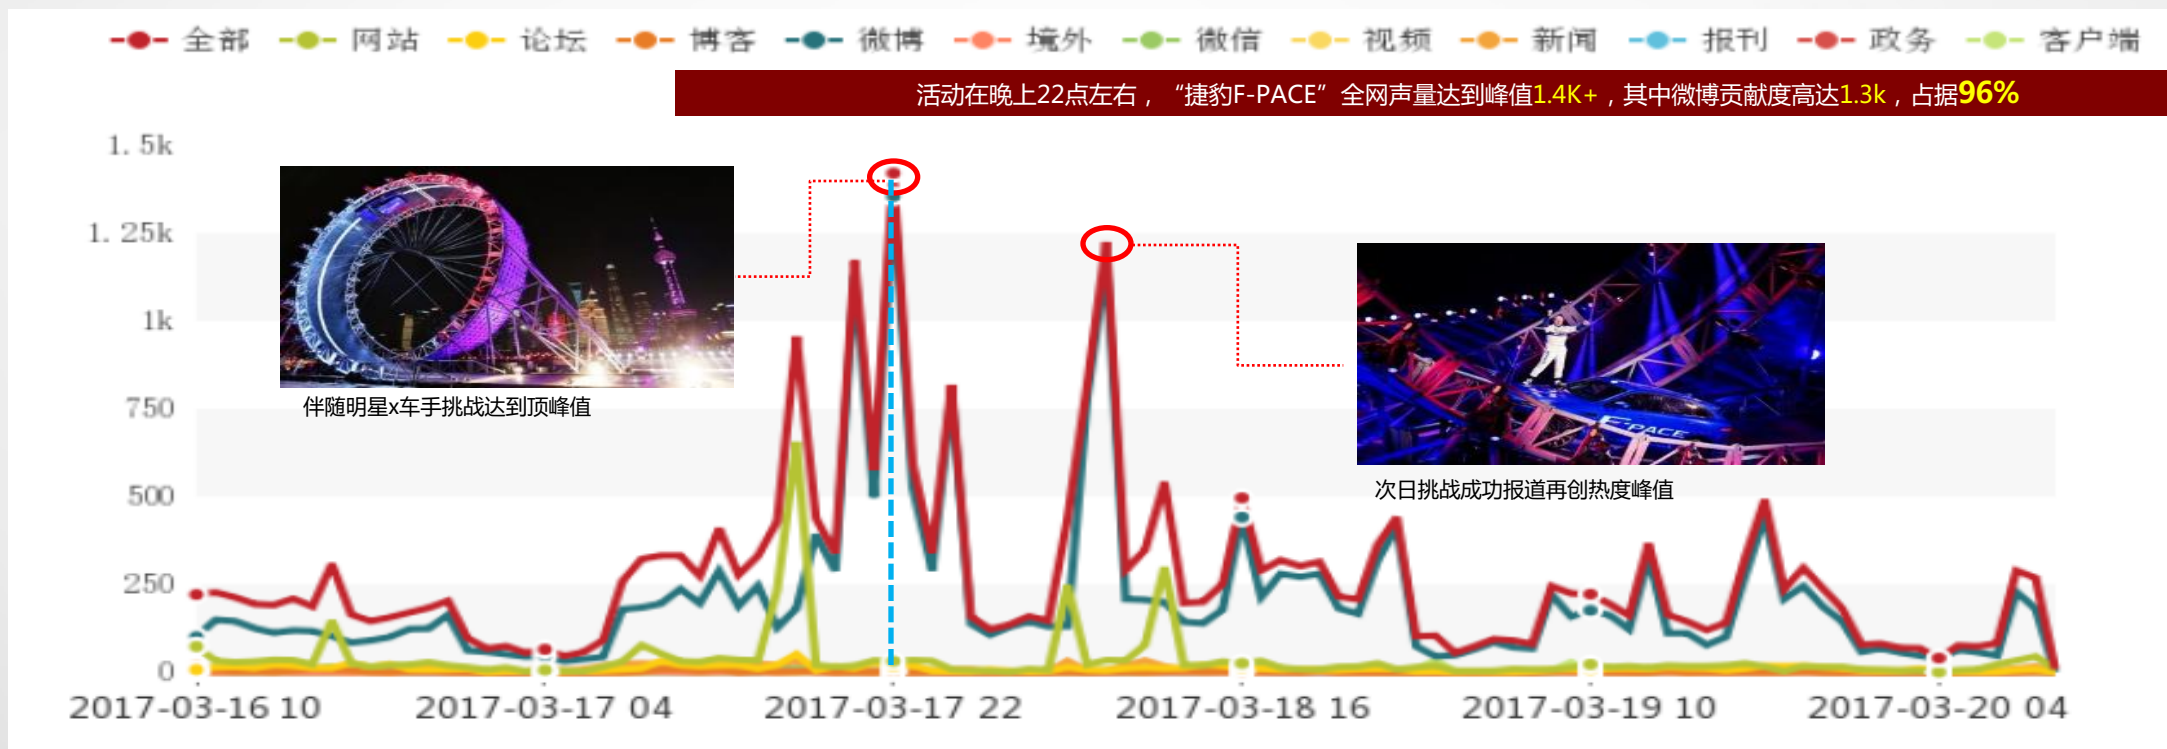 全部 网站 论坛 博客 微博 境外 微信 视频 新闻 报刊 政务 客户端
活动在晚上22点左右，“捷豹F-PACE”全网声量达到峰值1.4K+，其中微博贡献度高达1.3k，占据96%
1.5k
1.25k
1k
750
500
250
0
伴随明星x车手挑战达到顶峰值
F-PACE
次日挑战成功报道再创热度峰值
2017-03-16 10 2017-03-17 04 2017-03-17 22 2017-03-18 16 2017-03-19 10 2017-03-20 04